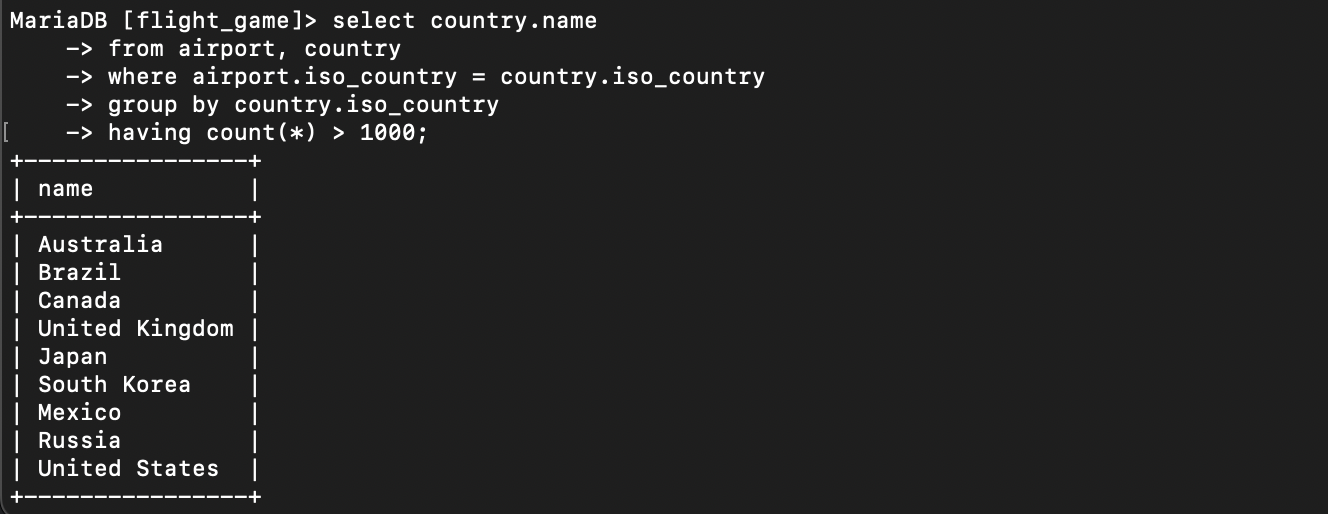 MariaDB [flight_game]> select country.name
    -> from airport, country
    -> where airport.iso_country = country.iso_country
    -> group by country.iso_country
[    -> having count(*) > 1000;
+----------------+
| name           |
+----------------+
| Australia      |
| Brazil         |
| Canada         |
| United Kingdom |
| Japan          |
| South Korea    |
| Mexico         |
| Russia         |
| United States  |
+----------------+